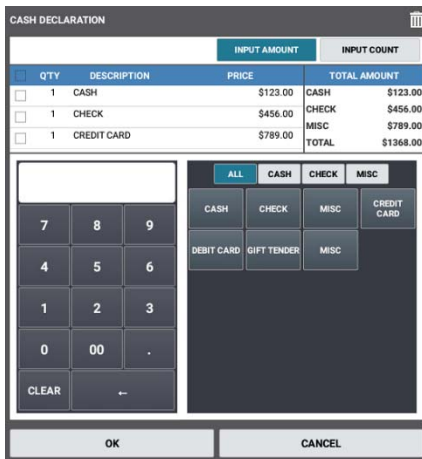 CASH DECLARATION
INPUT AMOUNT INPUT COUNT
Q'TY DESCRIPTION PRICE TOTAL AMOUNT
1 CASH $123.00
1 CHECK $456.00
1 CREDIT CARD $789.00
CASH $123.00
CHECK $456.00
MISC $789.00
TOTAL $1368.00
ALL CASH CHECK MISC
CASH CHECK MISC CREDIT CARD
DEBIT CARD GIFT TENDER MISC
7 8 9
4 5 6
1 2 3
0 00 .
CLEAR ←
OK CANCEL